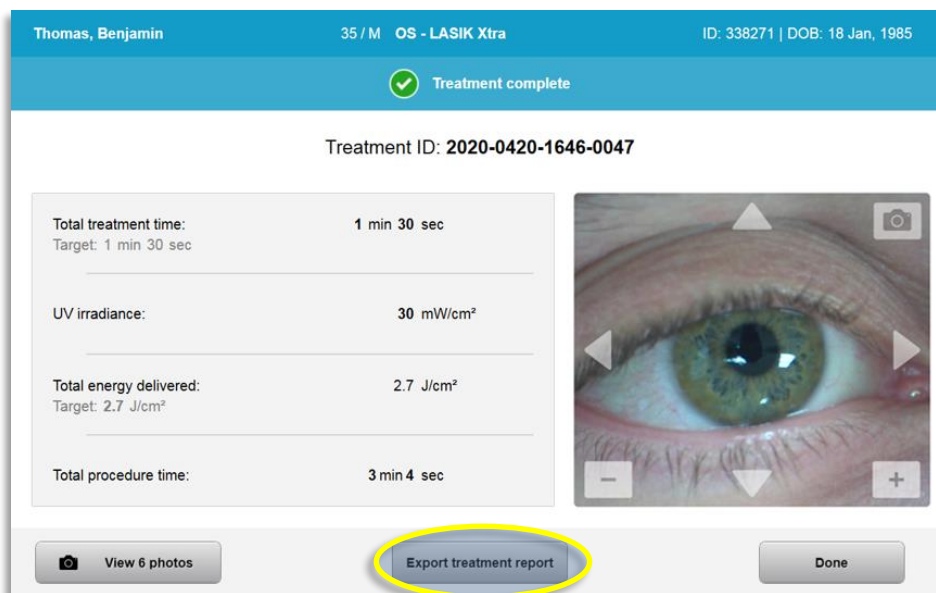 Thomas, Benjamin 35 / M OS - LASIK Xtra ID: 338271 | DOB: 18 Jan, 1985
Treatment complete
Treatment ID: 2020-0420-1646-0047
Total treatment time: 1 min 30 sec
Target: 1 min 30 sec
UV irradiance: 30 mW/cm²
Total energy delivered: 2.7 J/cm²
Target: 2.7 J/cm²
Total procedure time: 3 min 4 sec
View 6 photos Export treatment report Done